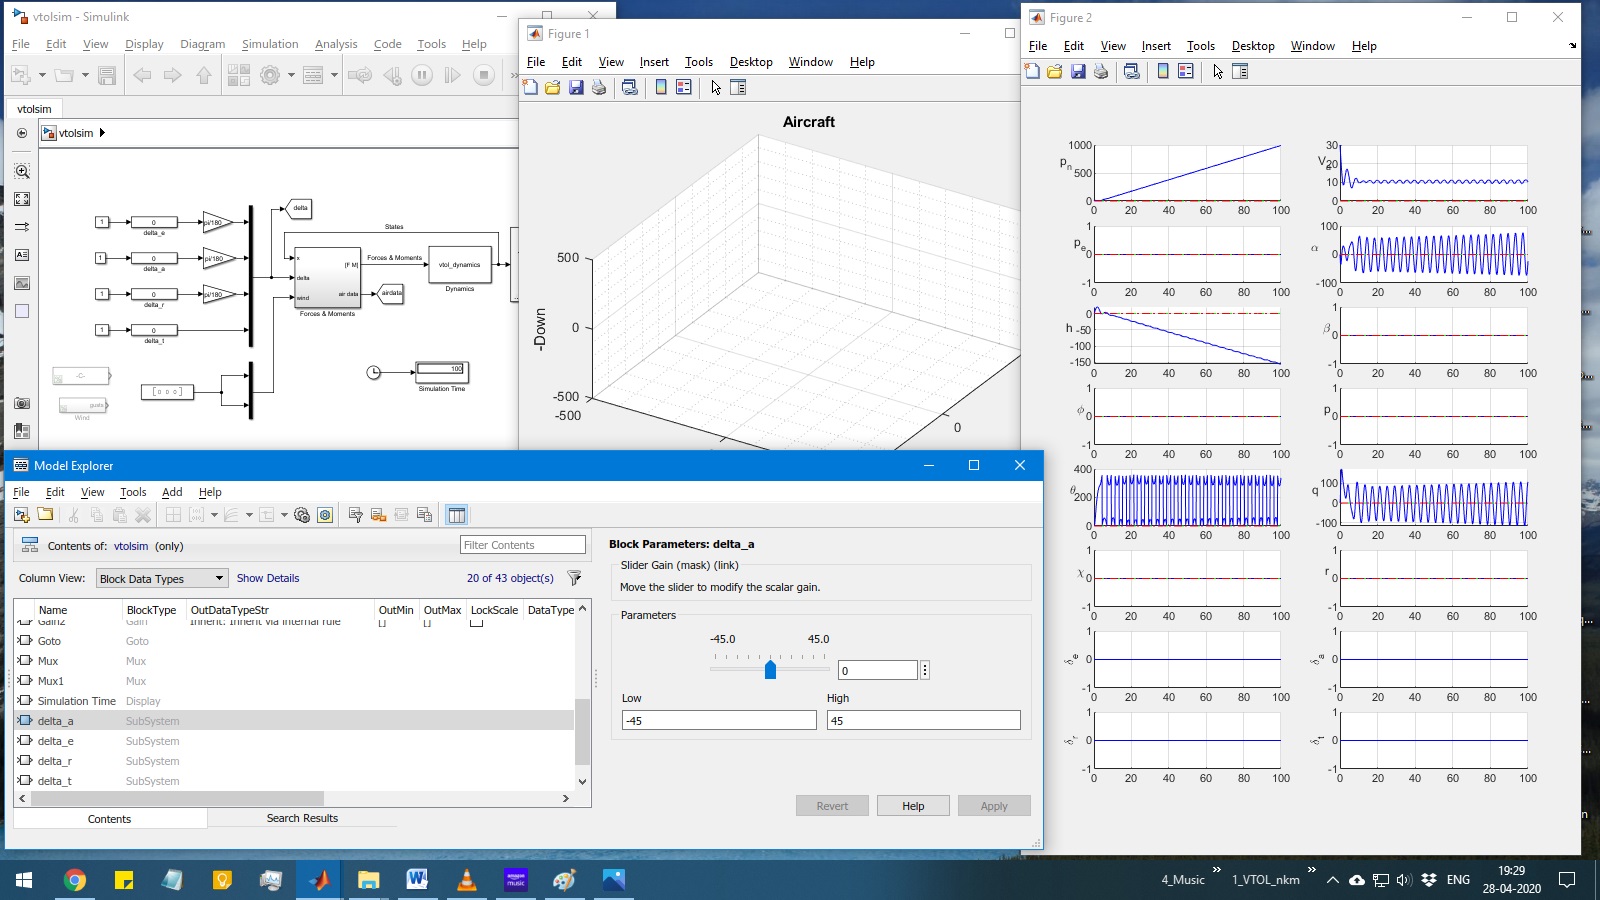 vtolsim - Simulink
File Edit View Display Diagram Simulation Analysis Code Tools Help
vtolsim
vtolsim
delta
States
1 0 pi/180
delta_e
1 0 pi/180
delta_a
1 0 pi/180
delta_r
1 0
delta_t
x
delta
wind
[F M]
air data
Forces & Moments
Forces & Moments
vtol_dynamics
Dynamics
airdata
-C-
gusts
Wind
[ 0 0 0 ]
100
Simulation Time
Figure 1
File Edit View Insert Tools Desktop Window Help
Aircraft
-Down
500
0
-500
-500
0
Figure 2
File Edit View Insert Tools Desktop Window Help
pn
1000
500
0
0 20 40 60 80 100
30
20
10
0
0 20 40 60 80 100
pe
1
0
-1
0 20 40 60 80 100
α
100
0
-100
0 20 40 60 80 100
h
0
-50
-100
-150
0 20 40 60 80 100
β
1
0
-1
0 20 40 60 80 100
ϕ
1
0
-1
0 20 40 60 80 100
p
1
0
-1
0 20 40 60 80 100
θ
400
200
0
0 20 40 60 80 100
q
100
0
-100
0 20 40 60 80 100
χ
1
0
-1
0 20 40 60 80 100
r
1
0
-1
0 20 40 60 80 100
δe
1
0
-1
0 20 40 60 80 100
δa
1
0
-1
0 20 40 60 80 100
δr
1
0
-1
0 20 40 60 80 100
δt
1
0
-1
0 20 40 60 80 100
Model Explorer
File Edit View Tools Add Help
Contents of: vtolsim (only) Filter Contents
Column View: Block Data Types Show Details 20 of 43 object(s)
Name BlockType OutDataTypeStr OutMin OutMax LockScale DataType
Gain2 Gain Inherit: Inherit via internal rule [] []
Goto Goto
Mux Mux
Mux1 Mux
Simulation Time Display
delta_a SubSystem
delta_e SubSystem
delta_r SubSystem
delta_t SubSystem
Contents Search Results
Block Parameters: delta_a
Slider Gain (mask) (link)
Move the slider to modify the scalar gain.
Parameters
-45.0 45.0
0
Low High
-45 45
Revert Help Apply
amazon music
4_Music » 1_VTOL_nkm » ENG
19:29
28-04-2020